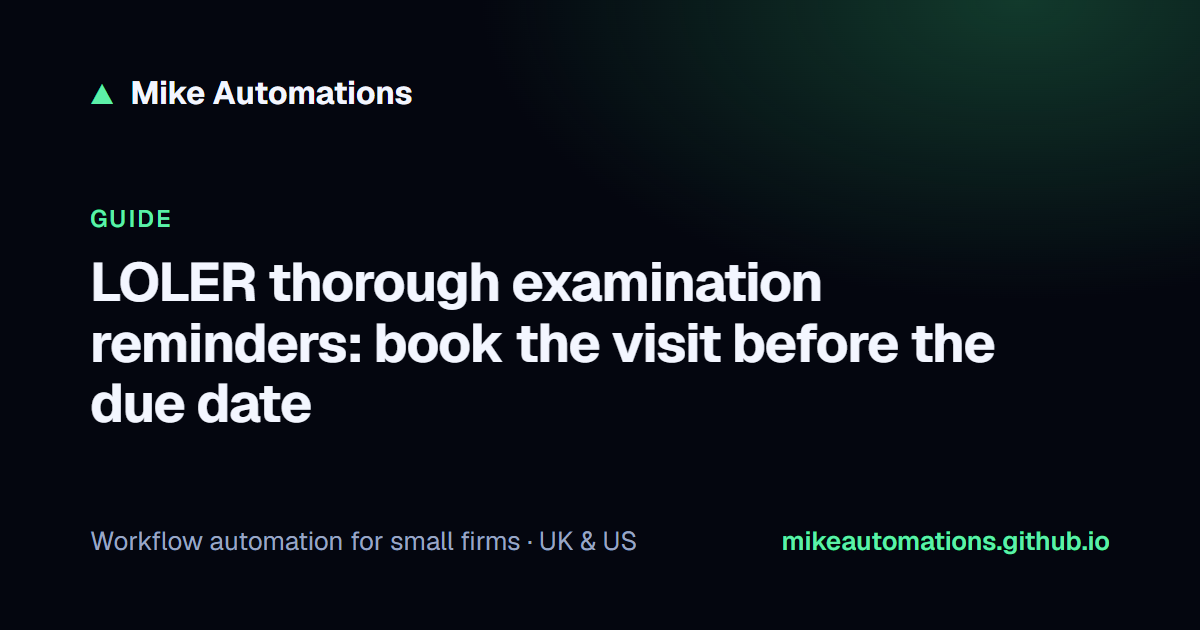 Mike Automations
GUIDE
LOLER thorough examination
reminders: book the visit before the
due date
Workflow automation for small firms · UK & US
mikeautomations.github.io